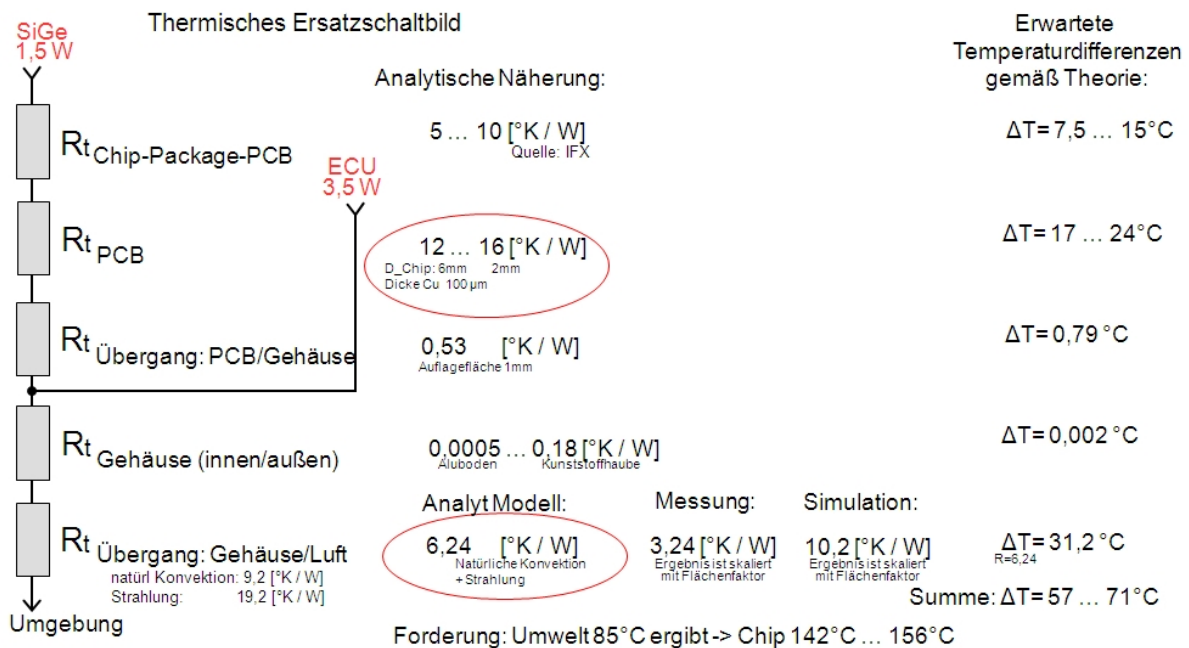 Thermisches Ersatzschaltbild
SiGe
1,5 W
Erwartete
Temperaturdifferenzen
gemäß Theorie:
Analytische Näherung:
Rt Chip-Package-PCB
5 ... 10 [°K / W]
Quelle: IFX
ΔT= 7,5 ... 15°C
ECU
3,5 W
Rt PCB
12 ... 16 [°K / W]
D_Chip: 6mm 2mm
Dicke Cu 100 µm
ΔT= 17 ... 24°C
Rt Übergang: PCB/Gehäuse
0,53 [°K / W]
Auflagefläche 1mm
ΔT= 0,79 °C
Rt Gehäuse (innen/außen)
0,0005 ... 0,18 [°K / W]
Aluboden Kunststoffhaube
ΔT= 0,002 °C
Analyt Modell: Messung: Simulation:
Rt Übergang: Gehäuse/Luft
6,24 [°K / W] 3,24 [°K / W] 10,2 [°K / W]
Natürliche Konvektion
+ Strahlung
Ergebnis ist skaliert
mit Flächenfaktor
Ergebnis ist skaliert
mit Flächenfaktor
ΔT= 31,2 °C
R=6,24
natürl Konvektion: 9,2 [°K / W]
Strahlung: 19,2 [°K / W]
Summe: ΔT= 57 ... 71°C
Umgebung
Forderung: Umwelt 85°C ergibt -> Chip 142°C ... 156°C